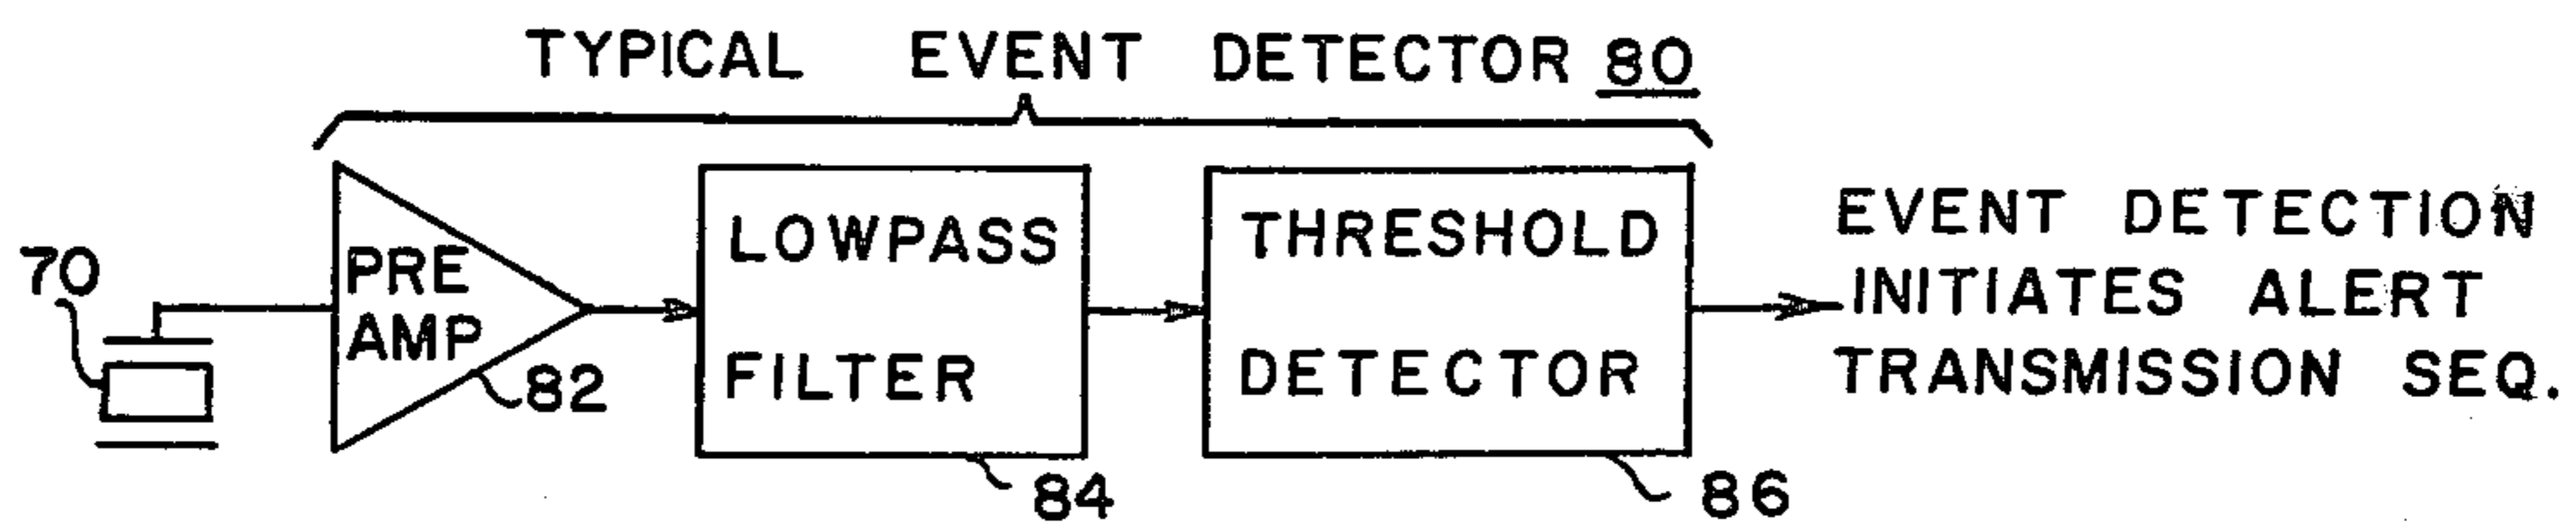 TYPICAL EVENT DETECTOR 80
70
PRE
AMP
82
LOWPASS
FILTER
84
THRESHOLD
DETECTOR
86
EVENT DETECTION
INITIATES ALERT
TRANSMISSION SEQ.